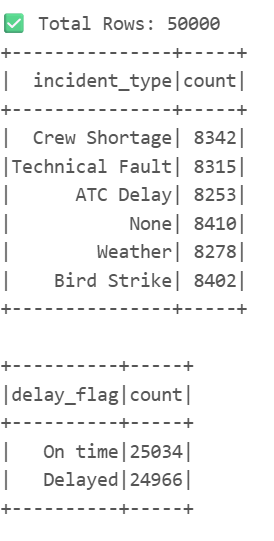 ✅ Total Rows: 50000
+---------------+-----+
|  incident_type|count|
+---------------+-----+
|  Crew Shortage| 8342|
|Technical Fault| 8315|
|      ATC Delay| 8253|
|           None| 8410|
|        Weather| 8278|
|    Bird Strike| 8402|
+---------------+-----+

+----------+-----+
|delay_flag|count|
+----------+-----+
|   On time|25034|
|   Delayed|24966|
+----------+-----+